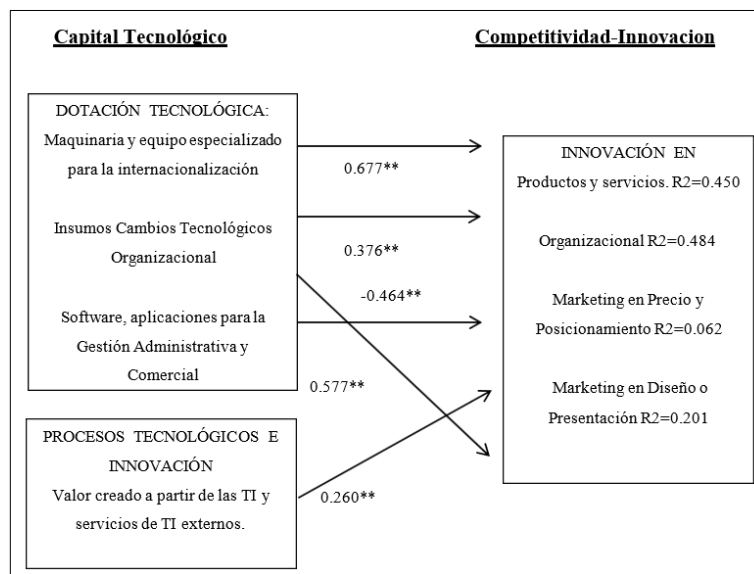 Capital Tecnológico
Competitividad-Innovacion
DOTACIÓN TECNOLÓGICA:
Maquinaria y equipo especializado
para la internacionalización
Insumos Cambios Tecnológicos
Organizacional
Software, aplicaciones para la
Gestión Administrativa y
Comercial
PROCESOS TECNOLÓGICOS E
INNOVACIÓN
Valor creado a partir de las TI y
servicios de TI externos.
0.677**
0.376**
-0.464**
0.577**
0.260**
INNOVACIÓN EN
Productos y servicios. R2=0.450
Organizacional R2=0.484
Marketing en Precio y
Posicionamiento R2=0.062
Marketing en Diseño o
Presentación R2=0.201